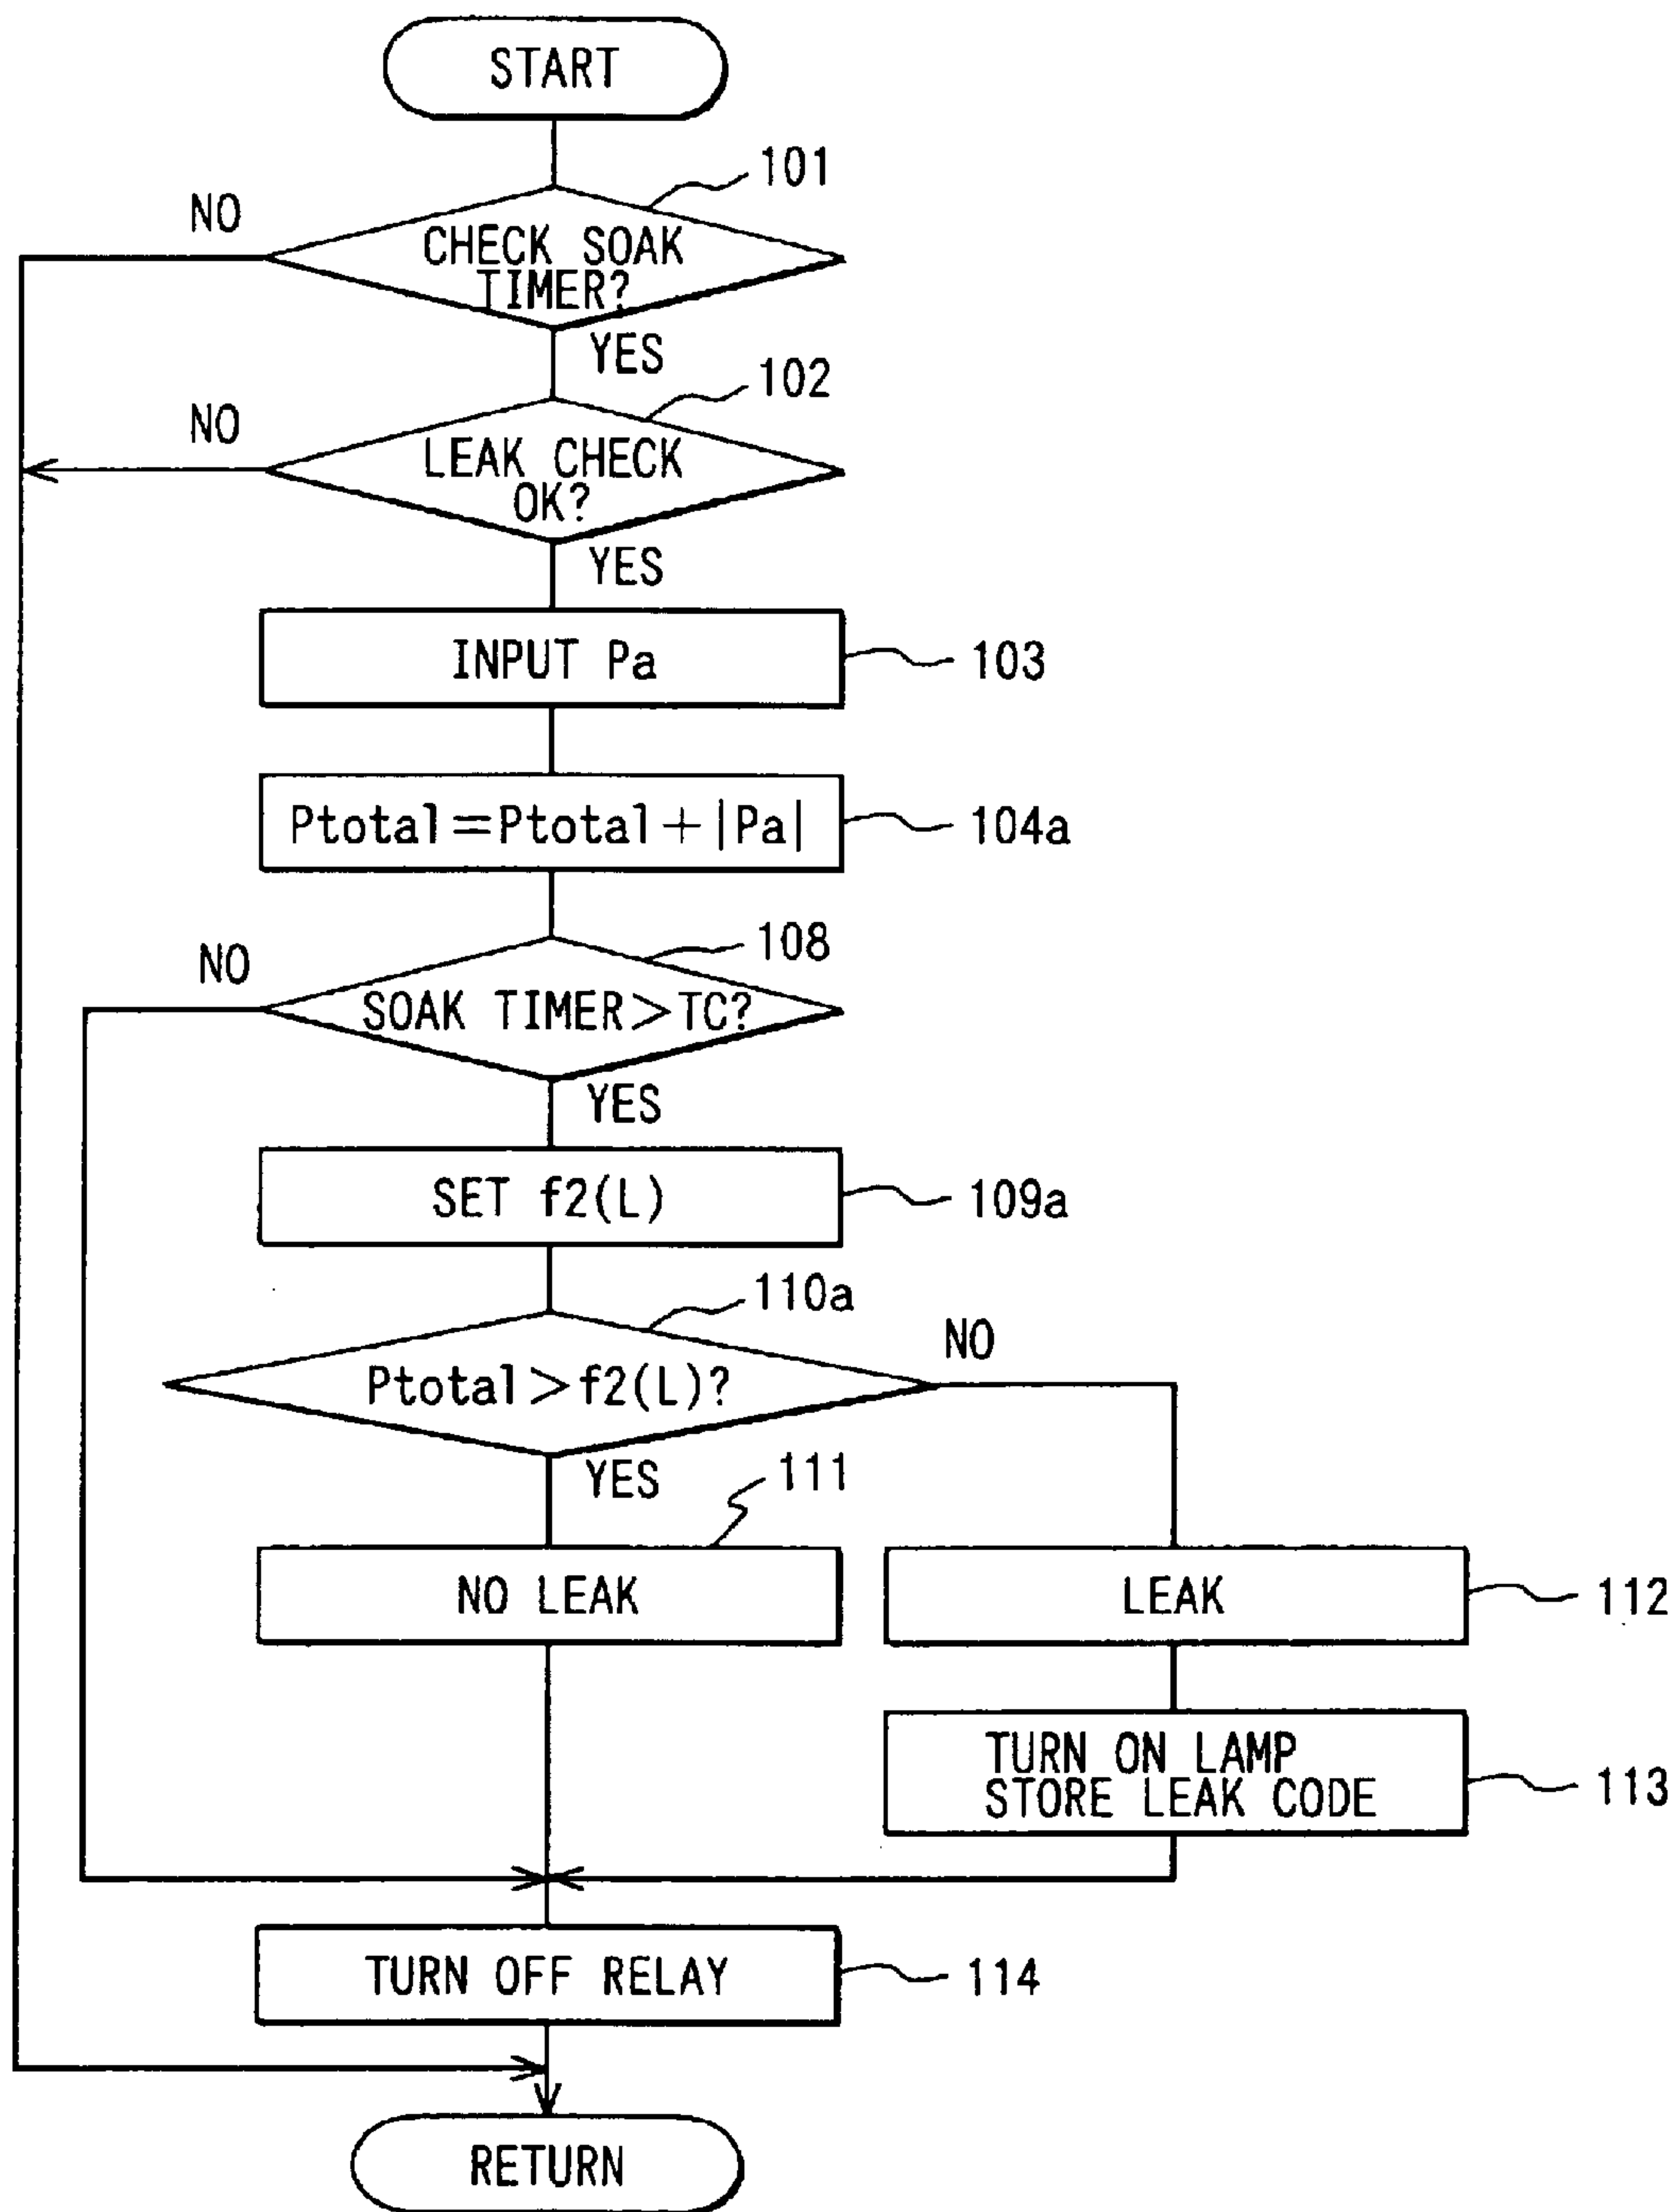 START
101
NO
CHECK SOAK
TIMER?
YES
102
NO
LEAK CHECK
OK?
YES
INPUT Pa
103
Ptotal=Ptotal+|Pa|
104a
108
NO
SOAK TIMER>TC?
YES
SET f2(L)
109a
110a
NO
Ptotal>f2(L)?
YES
111
NO LEAK
LEAK
112
TURN ON LAMP
STORE LEAK CODE
113
TURN OFF RELAY
114
RETURN